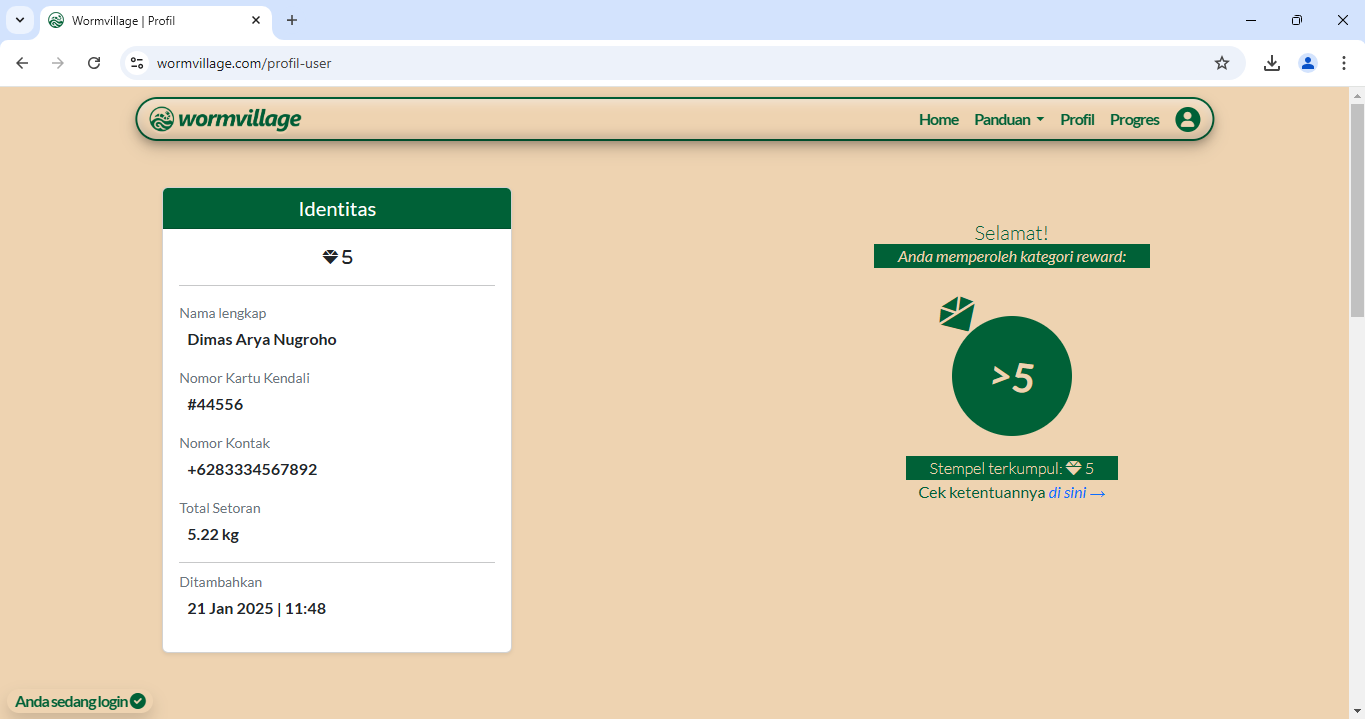 Wormvillage | Profil
wormvillage.com/profil-user
wormvillage
Home Panduan Profil Progres
Identitas
5
Nama lengkap
Dimas Arya Nugroho
Nomor Kartu Kendali
#44556
Nomor Kontak
+6283334567892
Total Setoran
5.22 kg
Ditambahkan
21 Jan 2025 | 11:48
Selamat!
Anda memperoleh kategori reward:
>5
Stempel terkumpul: 5
Cek ketentuannya di sini →
Anda sedang login